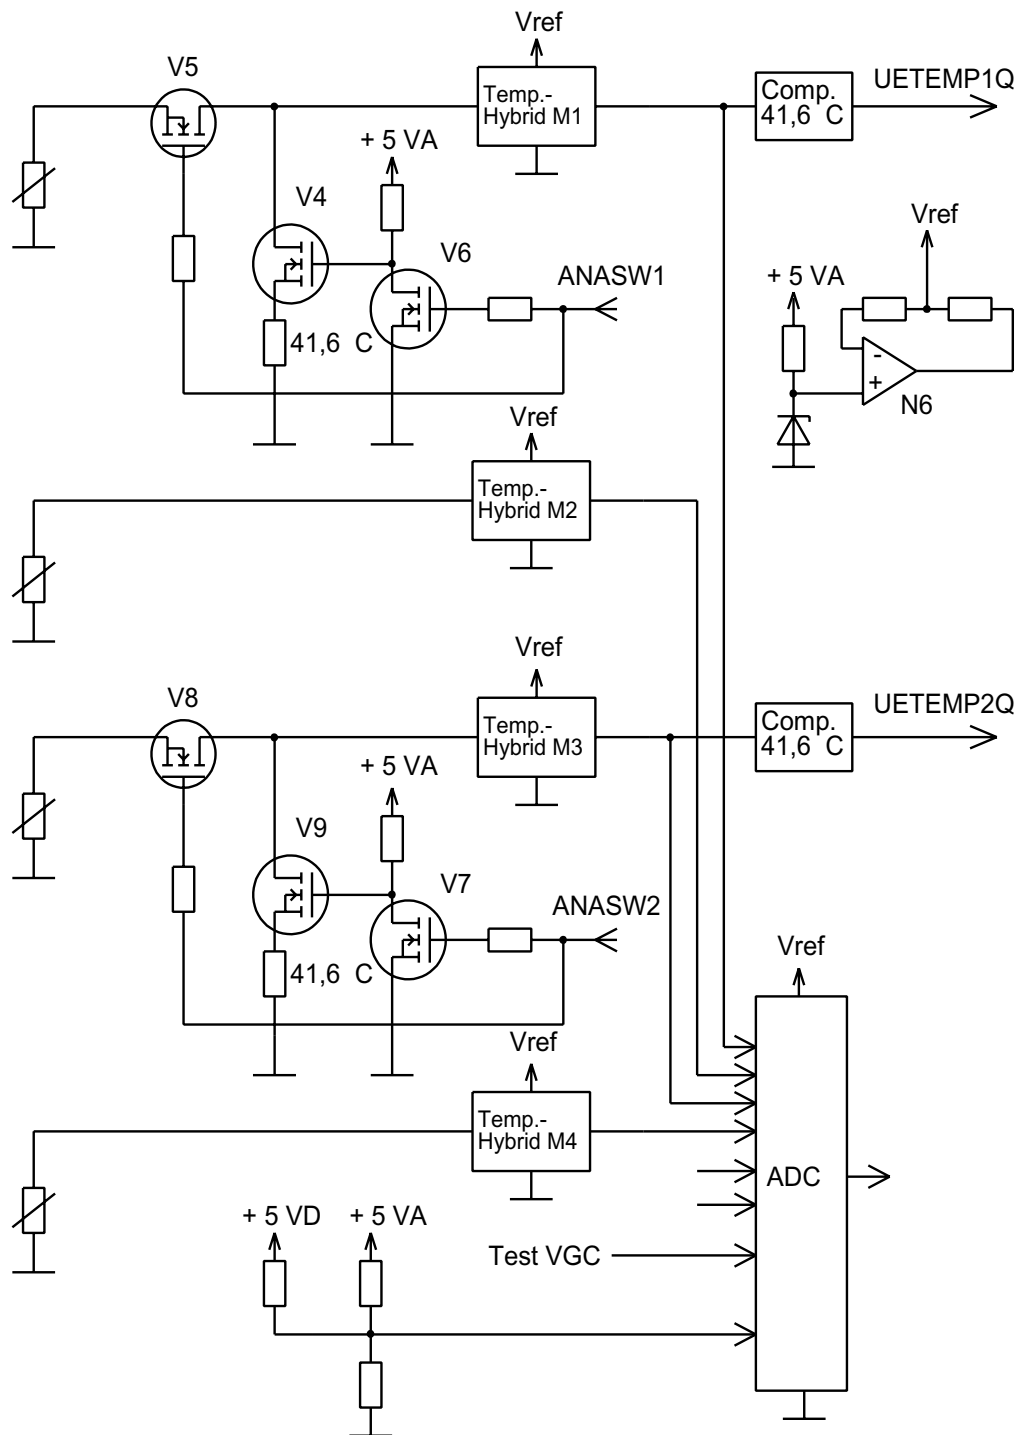 Vref
V5
Temp.-
Hybrid M1
Comp.
41,6 C
UETEMP1Q
+ 5 VA
V4
V6
ANASW1
41,6 C
Vref
+ 5 VA
-
+
N6
Vref
Temp.-
Hybrid M2
Vref
V8
Temp.-
Hybrid M3
Comp.
41,6 C
UETEMP2Q
+ 5 VA
V9
V7
ANASW2
41,6 C
Vref
Vref
Temp.-
Hybrid M4
ADC
+ 5 VD
+ 5 VA
Test VGC